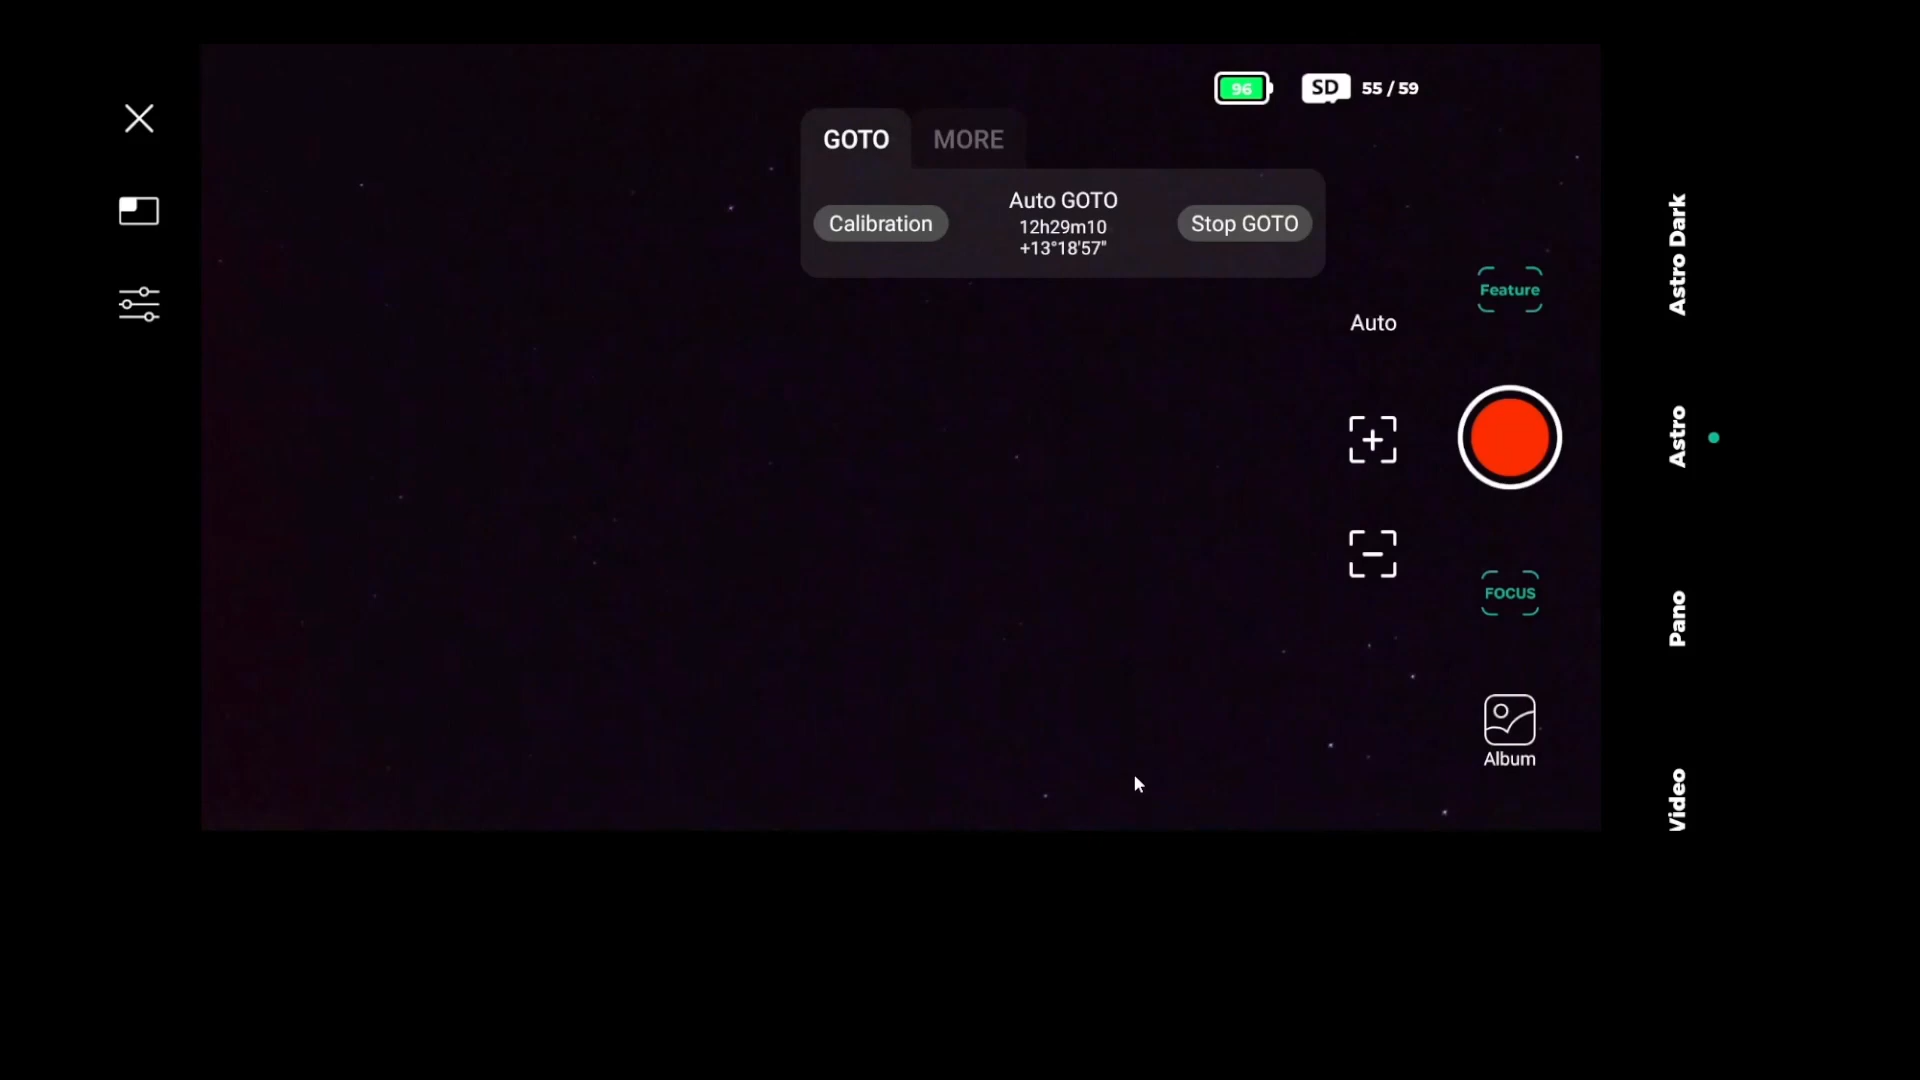 96
SD 55 / 59
GOTO MORE
Auto GOTO
Calibration
12h29m10
Stop GOTO
+13°18'57"
Astro Dark
Feature
Auto
Astro
FOCUS
Pano
Album
Video